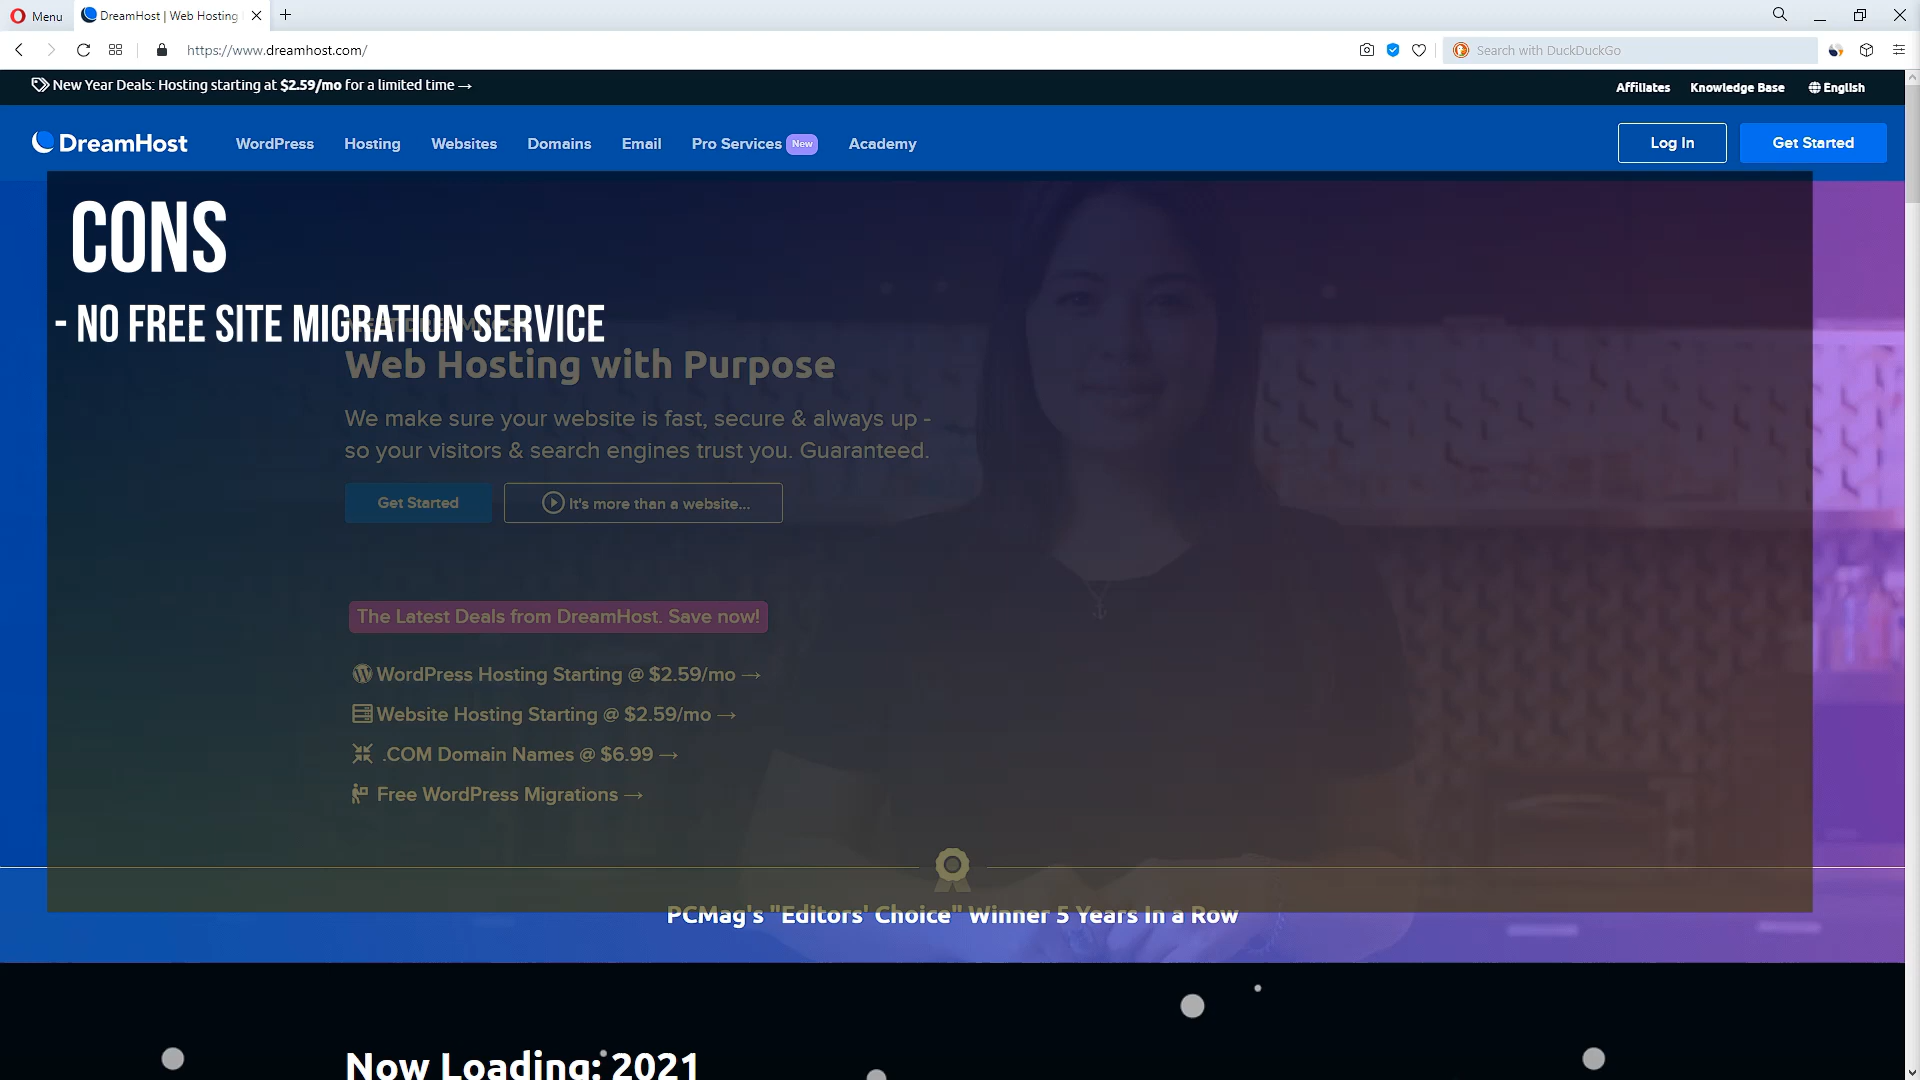 Menu
DreamHost | Web Hosting
https://www.dreamhost.com/
Search with DuckDuckGo
New Year Deals: Hosting starting at $2.59/mo for a limited time →
Affiliates
Knowledge Base
English
DreamHost
WordPress
Hosting
Websites
Domains
Email
Pro Services New
Academy
Log In
Get Started
CONS
- NO FREE SITE MIGRATION SERVICE
Web Hosting with Purpose
We make sure your website is fast, secure & always up -
so your visitors & search engines trust you. Guaranteed.
Get Started
It's more than a website...
The Latest Deals from DreamHost. Save now!
WordPress Hosting Starting @ $2.59/mo →
Website Hosting Starting @ $2.59/mo →
.COM Domain Names @ $6.99 →
Free WordPress Migrations →
PCMag's "Editors' Choice" Winner 5 Years In a Row
Now Loading: 2021